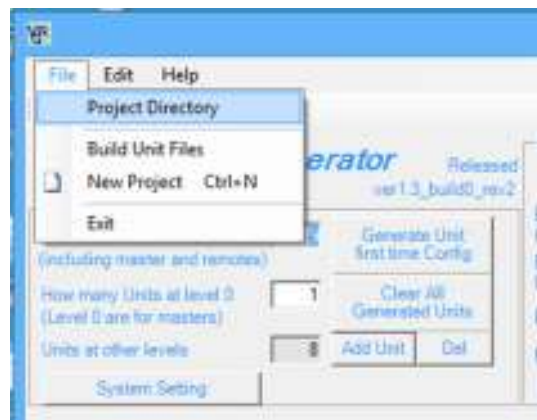 File Edit Help
Project Directory
Build Unit Files
New Project Ctrl+N
Exit
erator
Released
ver1.3_build0_rev2
(including master and remotes)
Generate Unit
first time Config
How many Units at level 0
(Level 0 are for masters)
1
Clear All
Generated Units
Units at other levels
8
Add Unit
Del
System Setting